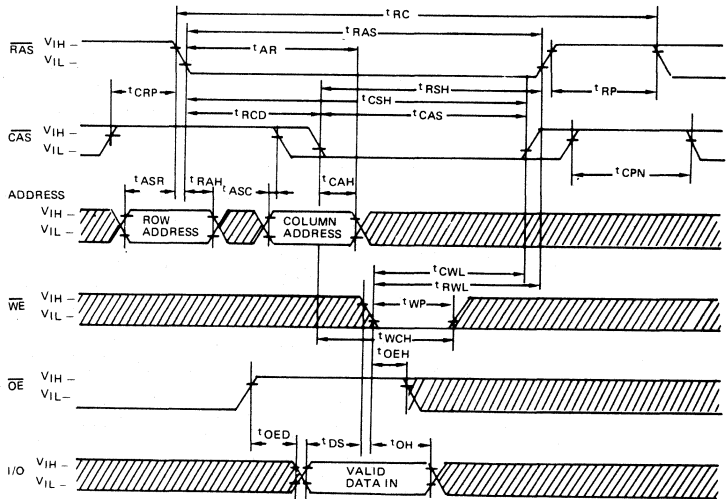 tRC
tRAS
tAR
RAS VIH
VIL
tCRP
tRSH
tCSH
tRP
tRCD
tCAS
CAS VIH
VIL
tCPN
tASR
tRAH
tASC
tCAH
ADDRESS
VIH
VIL
ROW ADDRESS
COLUMN ADDRESS
tCWL
tRWL
WE VIH
VIL
tWP
tWCH
tOEH
OE VIH
VIL
tOED
tDS
tOH
I/O VIH
VIL
VALID DATA IN